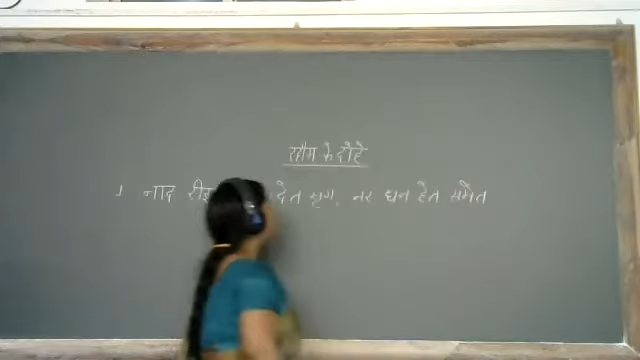 रहीम के दोहे
1 नाद रीझ देत मृग, नर धन हेत समेत